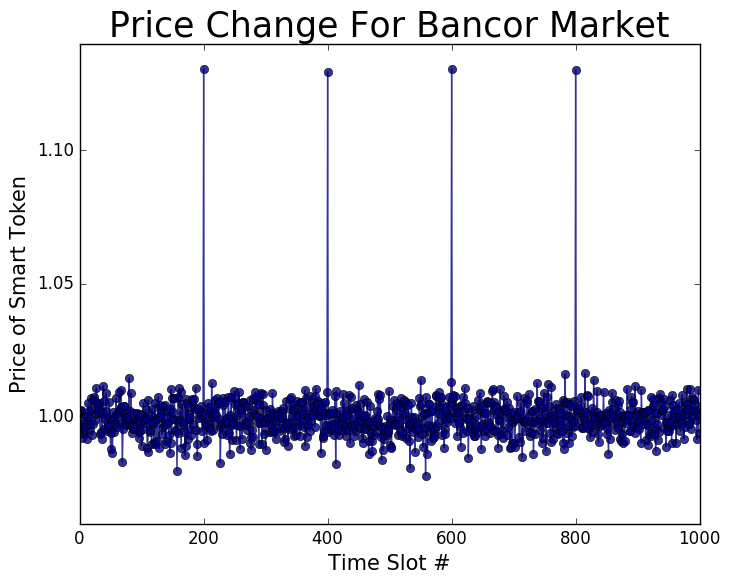 Price Change For Bancor Market
Price of Smart Token
1.10
1.05
1.00
0 200 400 600 800 1000
Time Slot #